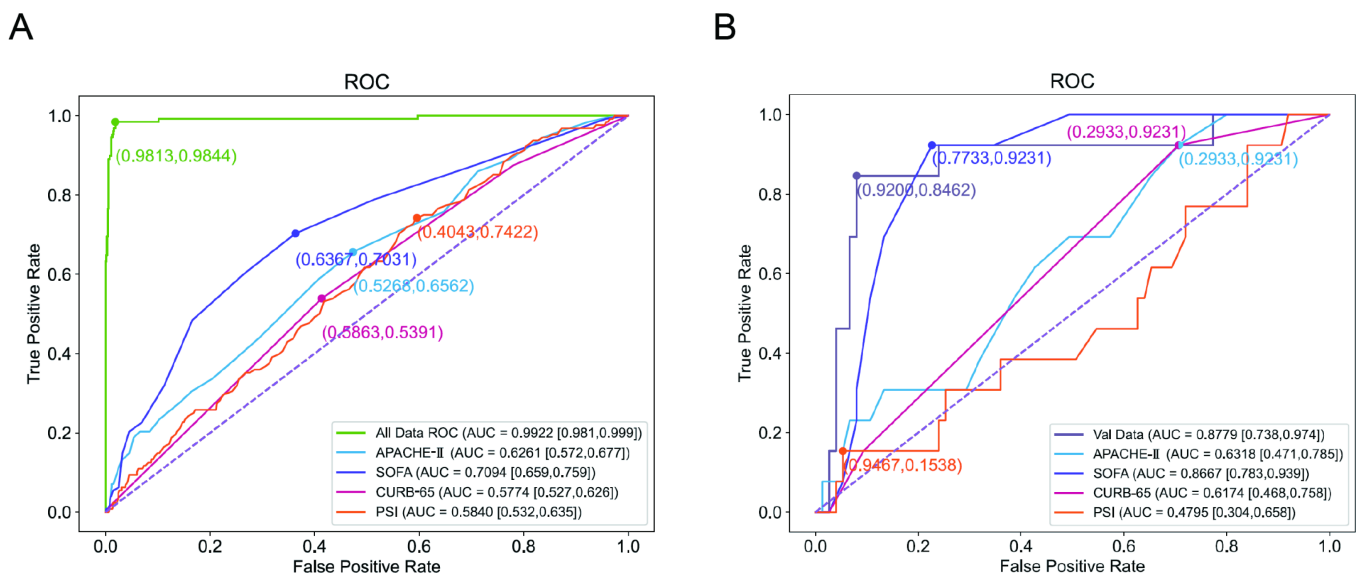 A
ROC
True Positive Rate
1.0
0.8
0.6
0.4
0.2
0.0
(0.9813,0.9844)
(0.4043,0.7422)
(0.6367,0.7031)
(0.5268,0.6562)
(0.5863,0.5391)
All Data ROC (AUC = 0.9922 [0.981,0.999])
APACHE-II (AUC = 0.6261 [0.572,0.677])
SOFA (AUC = 0.7094 [0.659,0.759])
CURB-65 (AUC = 0.5774 [0.527,0.626])
PSI (AUC = 0.5840 [0.532,0.635])
0.0 0.2 0.4 0.6 0.8 1.0
False Positive Rate
B
ROC
True Positive Rate
1.0
0.8
0.6
0.4
0.2
0.0
(0.2933,0.9231)
(0.7733,0.9231)
(0.2933,0.9231)
(0.9200,0.8462)
(0.9467,0.1538)
Val Data (AUC = 0.8779 [0.738,0.974])
APACHE-II (AUC = 0.6318 [0.471,0.785])
SOFA (AUC = 0.8667 [0.783,0.939])
CURB-65 (AUC = 0.6174 [0.468,0.758])
PSI (AUC = 0.4795 [0.304,0.658])
0.0 0.2 0.4 0.6 0.8 1.0
False Positive Rate